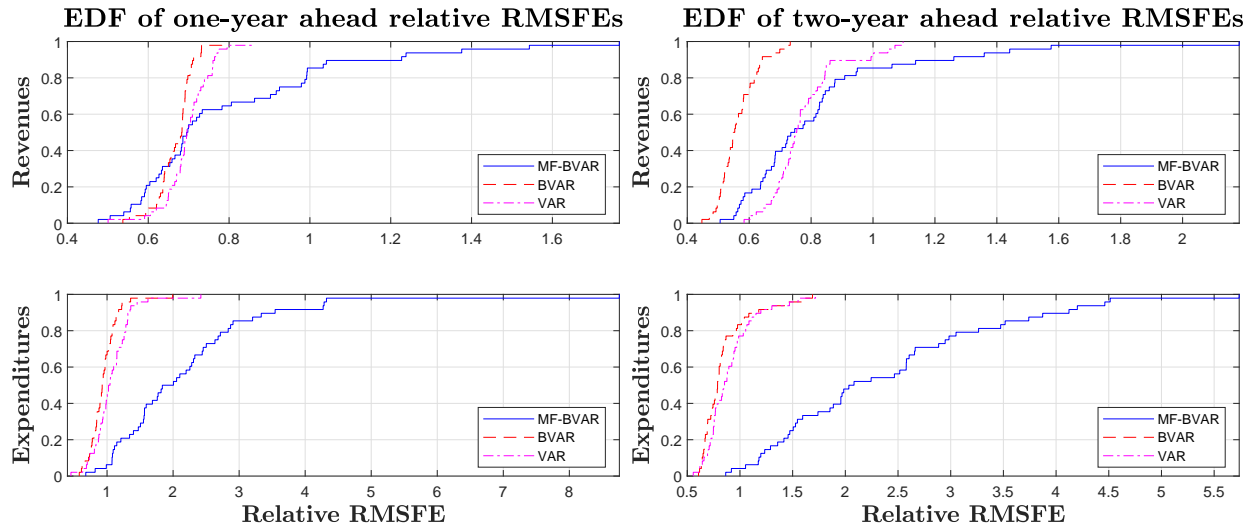 EDF of one-year ahead relative RMSFEs
EDF of two-year ahead relative RMSFEs
Revenues
1
0.8
0.6
0.4
0.2
0
0.4 0.6 0.8 1 1.2 1.4 1.6
MF-BVAR
BVAR
VAR
Revenues
1
0.8
0.6
0.4
0.2
0
0.4 0.6 0.8 1 1.2 1.4 1.6 1.8 2
MF-BVAR
BVAR
VAR
Expenditures
1
0.8
0.6
0.4
0.2
0
1 2 3 4 5 6 7 8
Relative RMSFE
MF-BVAR
BVAR
VAR
Expenditures
1
0.8
0.6
0.4
0.2
0
0.5 1 1.5 2 2.5 3 3.5 4 4.5 5 5.5
Relative RMSFE
MF-BVAR
BVAR
VAR